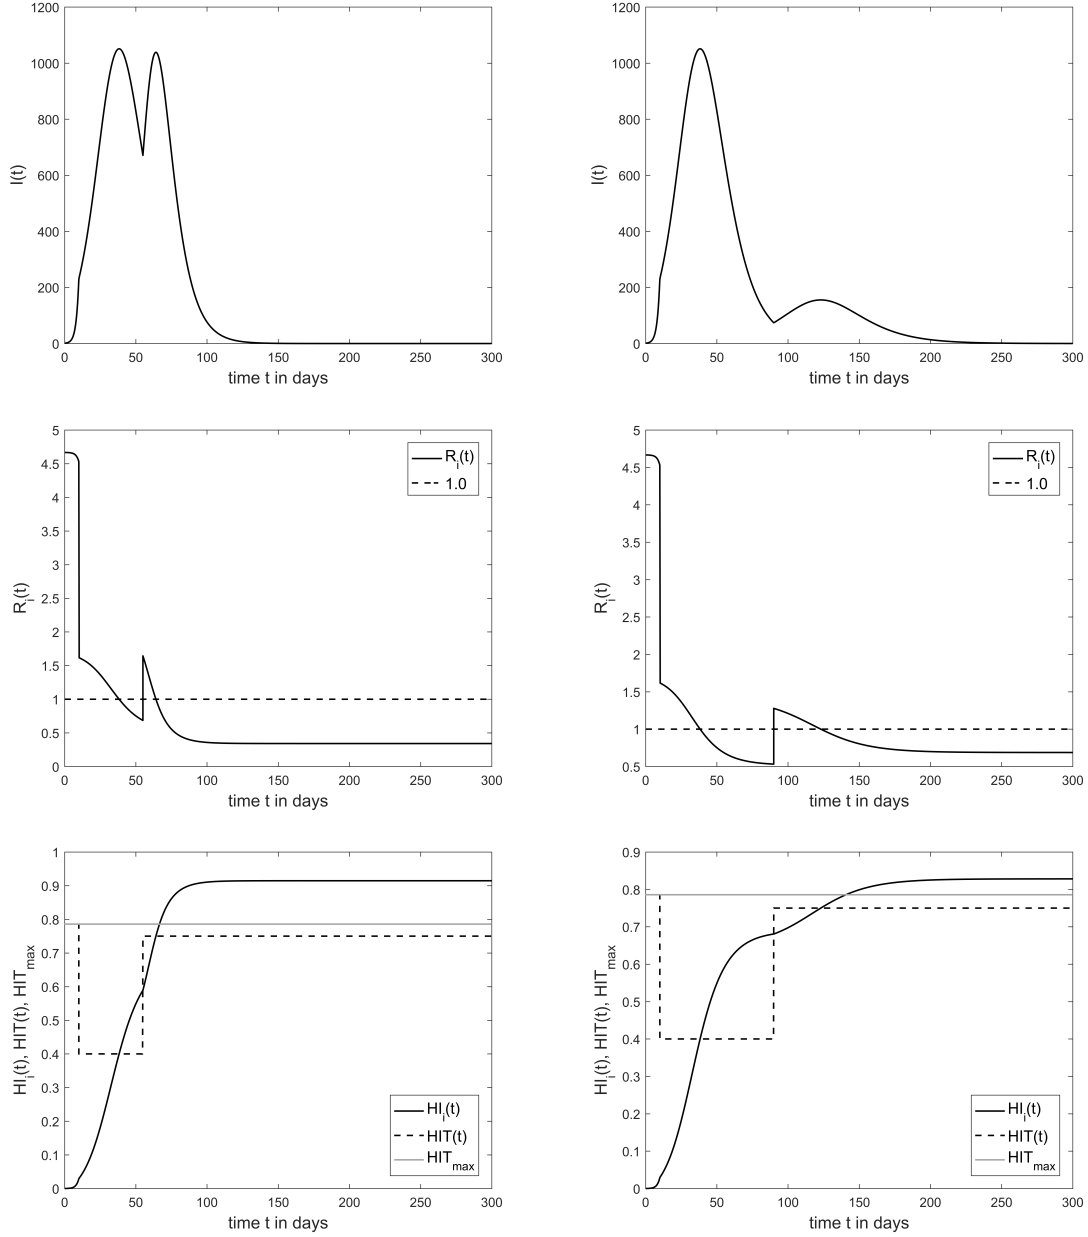 1200
1000
800
600
400
200
0
I(t)
0 50 100 150 200 250 300
time t in days
1200
1000
800
600
400
200
0
I(t)
0 50 100 150 200 250 300
time t in days
5
4.5
4
3.5
3
2.5
2
1.5
1
0.5
0
R_i(t)
R_i(t)
1.0
0 50 100 150 200 250 300
time t in days
5
4.5
4
3.5
3
2.5
2
1.5
1
0.5
R_i(t)
R_i(t)
1.0
0 50 100 150 200 250 300
time t in days
1
0.9
0.8
0.7
0.6
0.5
0.4
0.3
0.2
0.1
0
HI_i(t), HIT(t), HIT_max
HI_i(t)
HIT(t)
HIT_max
0 50 100 150 200 250 300
time t in days
0.9
0.8
0.7
0.6
0.5
0.4
0.3
0.2
0.1
0
HI_i(t), HIT(t), HIT_max
HI_i(t)
HIT(t)
HIT_max
0 50 100 150 200 250 300
time t in days